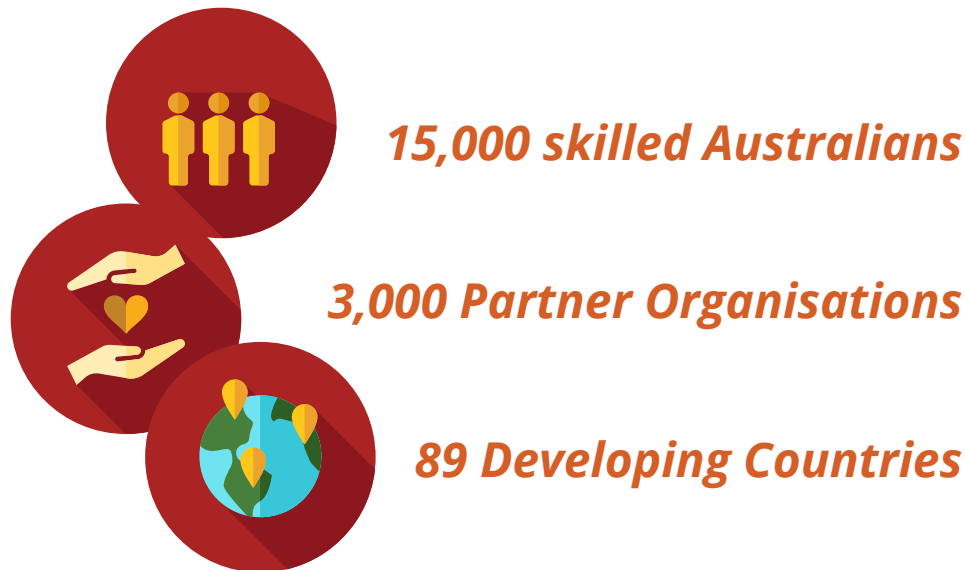 15,000 skilled Australians
3,000 Partner Organisations
89 Developing Countries